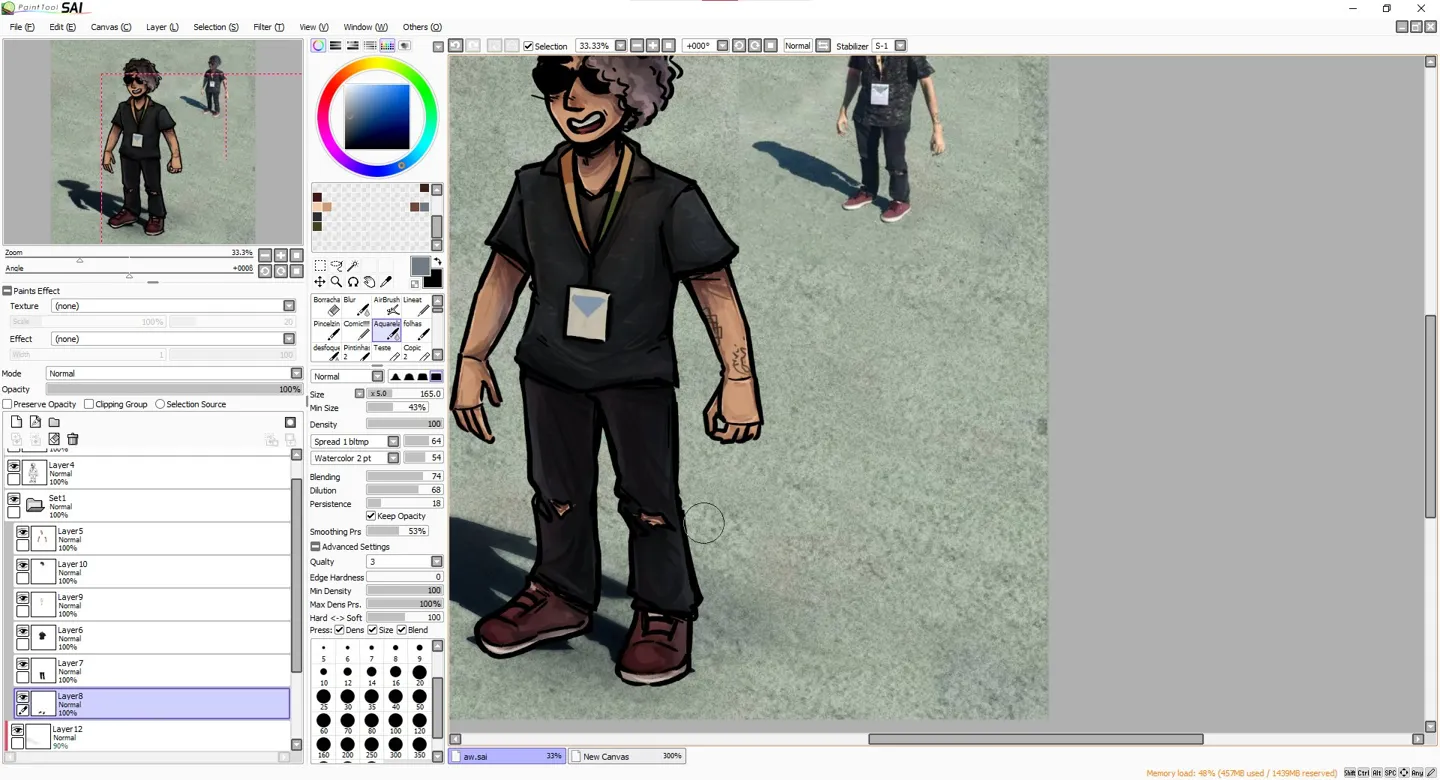 PaintTool SAI
File (F) Edit (E) Canvas (C) Layer (L) Selection (S) Filter (T) View (V) Window (W) Others (O)
Selection 33.33% +000° Normal Stabilizer S-1
Zoom 33.3%
Angle +000θ
Paints Effect
Texture (none)
Scale 100% 20
Effect (none)
Width 1 100
Mode Normal
Opacity 100%
Preserve Opacity Clipping Group Selection Source
100%
Layer4
Normal
100%
Set1
Normal
100%
Layer5
Normal
100%
Layer10
Normal
100%
Layer9
Normal
100%
Layer6
Normal
100%
Layer7
Normal
100%
Layer8
Normal
100%
Layer12
Normal
90%
Borracha Blur AirBrush Lineat
Pincelzin Comic Aquarela folhas
desfoque Pintinhas Teste Copic
2 2
Normal
Size x 5.0 165.0
Min Size 43%
Density 100
Spread 1 bltmp 64
Watercolor 2 pt 54
Blending 74
Dilution 68
Persistence 18
Keep Opacity
Smoothing Prs 53%
Advanced Settings
Qualty 3
Edge Hardness 0
Min Density 100
Max Dens Prs. 100%
Hard <-> Soft 100
Press: Dens Size Blend
5 6 7 8 9
10 12 14 16 20
25 30 35 40 50
60 70 80 100 120
160 200 250 300 350
aw.sai 33% New Canvas 300%
Memory load: 48% (457MB used / 1439MB reserved) Shift Ctrl Alt SPC Any